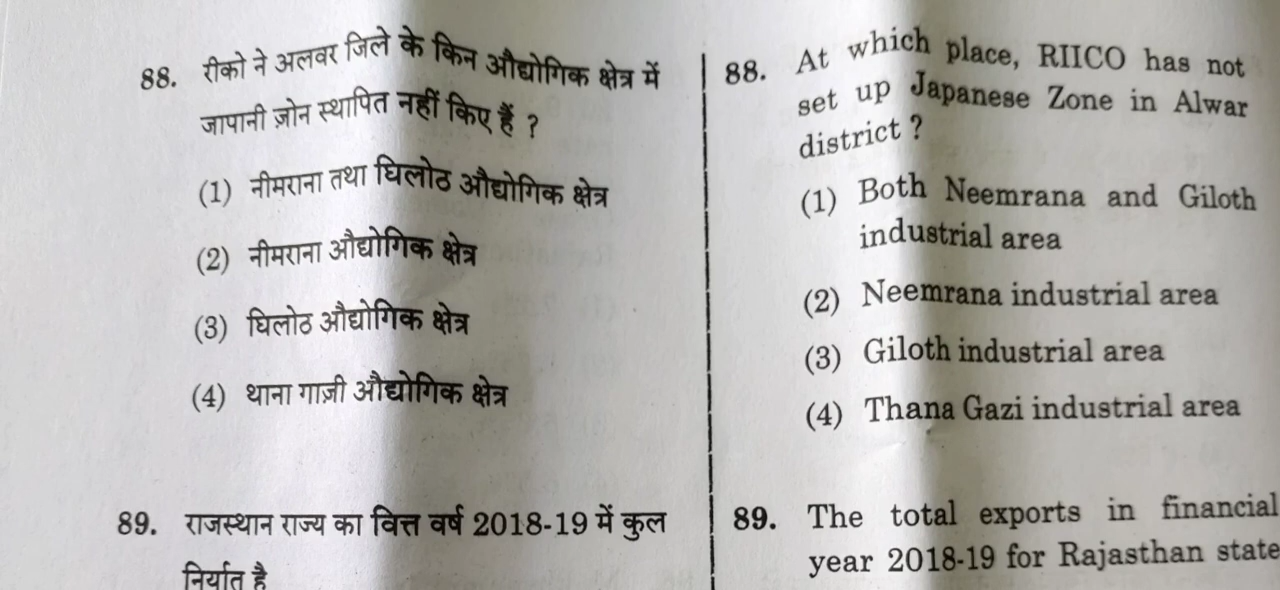 88. रीको ने अलवर जिले के किन औद्योगिक क्षेत्र में
जापानी ज़ोन स्थापित नहीं किए हैं ?
(1) नीमराना तथा घिलोठ औद्योगिक क्षेत्र
(2) नीमराना औद्योगिक क्षेत्र
(3) घिलोठ औद्योगिक क्षेत्र
(4) थाना गाज़ी औद्योगिक क्षेत्र
89. राजस्थान राज्य का वित्त वर्ष 2018-19 में कुल
निर्यात है
88. At which place, RIICO has not
set up Japanese Zone in Alwar
district ?
(1) Both Neemrana and Giloth
industrial area
(2) Neemrana industrial area
(3) Giloth industrial area
(4) Thana Gazi industrial area
89. The total exports in financial
year 2018-19 for Rajasthan state